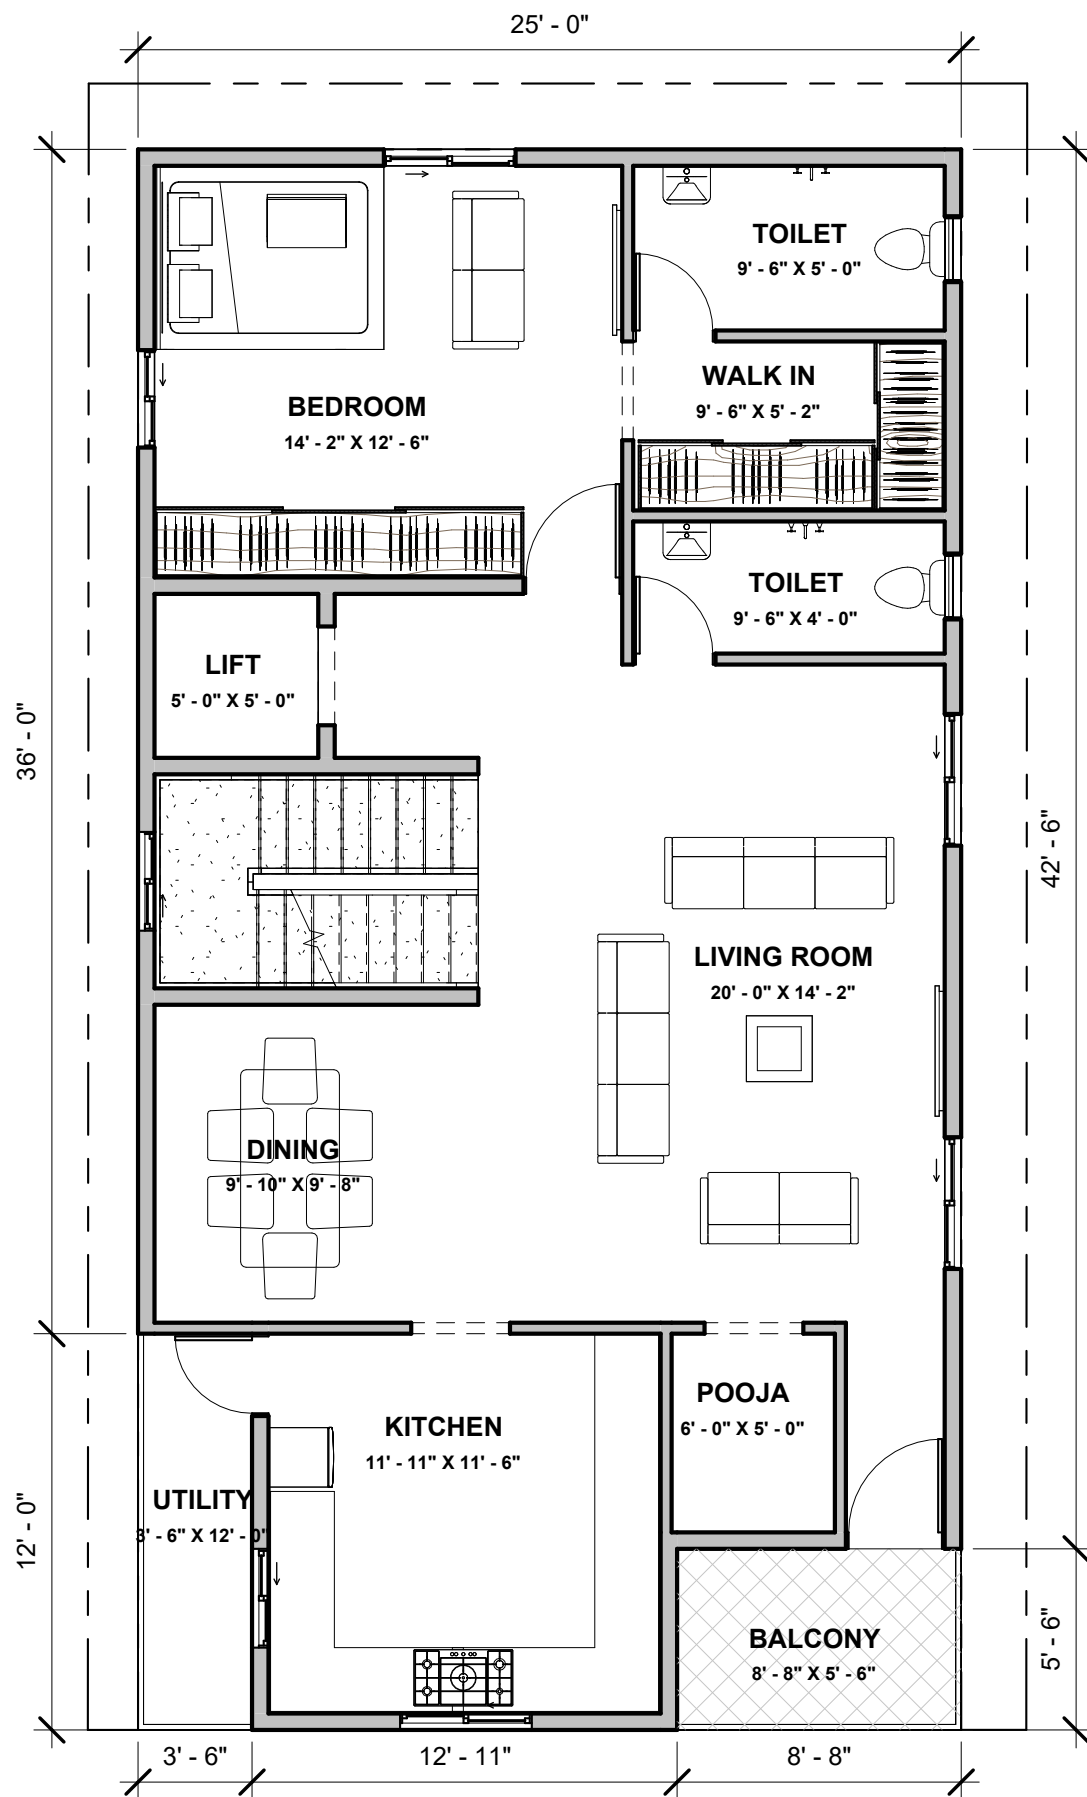 25' - 0"
TOILET
9' - 6" X 5' - 0"
WALK IN
9' - 6" X 5' - 2"
BEDROOM
14' - 2" X 12' - 6"
TOILET
9' - 6" X 4' - 0"
LIFT
5' - 0" X 5' - 0"
36' - 0"
42' - 6"
LIVING ROOM
20' - 0" X 14' - 2"
DINING
9' - 10" X 9' - 8"
POOJA
6' - 0" X 5' - 0"
KITCHEN
11' - 11" X 11' - 6"
UTILITY
3' - 6" X 12' - 0"
12' - 0"
BALCONY
8' - 8" X 5' - 6"
5' - 6"
3' - 6"
12' - 11"
8' - 8"